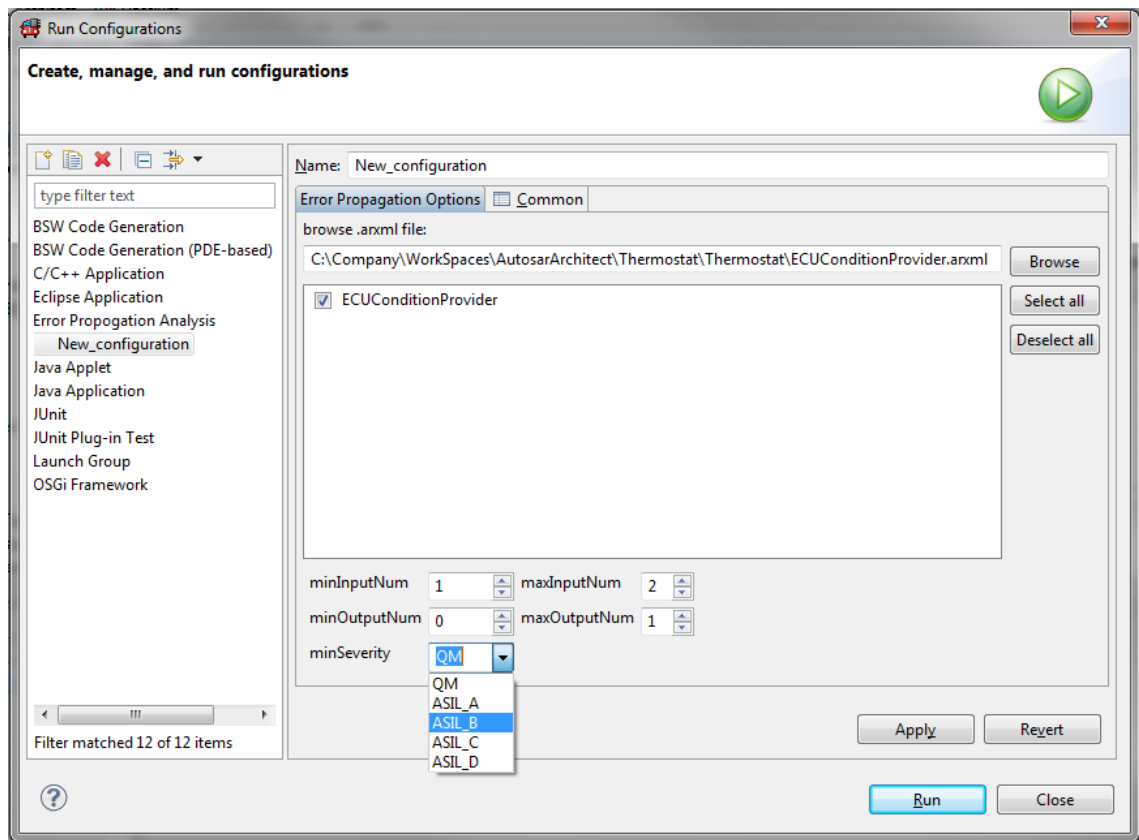 Run Configurations
Create, manage, and run configurations
type filter text
BSW Code Generation
BSW Code Generation (PDE-based)
C/C++ Application
Eclipse Application
Error Propogation Analysis
New_configuration
Java Applet
Java Application
JUnit
JUnit Plug-in Test
Launch Group
OSGi Framework
Filter matched 12 of 12 items
Name: New_configuration
Error Propagation Options Common
browse .arxml file:
C:\Company\WorkSpaces\AutosarArchitect\Thermostat\Thermostat\ECUConditionProvider.arxml Browse
ECUConditionProvider Select all
Deselect all
minInputNum 1 maxInputNum 2
minOutputNum 0 maxOutputNum 1
minSeverity QM
QM
ASIL_A
ASIL_B
ASIL_C
ASIL_D
Apply Revert
? Run Close